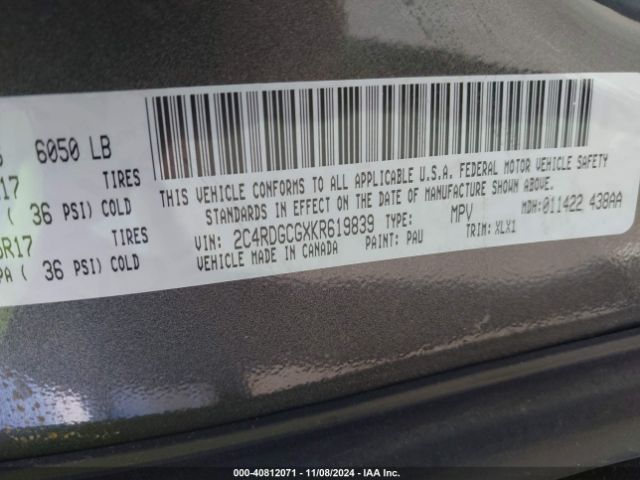 6050 LB
17 TIRES
( 36 PSI) COLD
R17 TIRES
PA ( 36 PSI) COLD
THIS VEHICLE CONFORMS TO ALL APPLICABLE U.S.A. FEDERAL MOTOR VEHICLE SAFETY
STANDARDS IN EFFECT ON THE DATE OF MANUFACTURE SHOWN ABOVE.
VIN: 2C4RDGCGXKR619839 TYPE: MPV MDH: 011422 438AA
VEHICLE MADE IN CANADA PAINT: PAU TRIM: XLX1
000-40812071 - 11/08/2024 - IAA Inc.